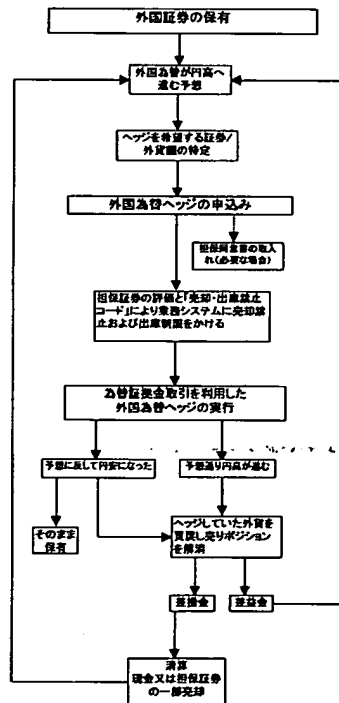 外国証券の保有
外国為替が円高へ
進む予想
ヘッジを希望する証券/
外貨額の特定
外国為替ヘッジの申込み
担保同意書の取入
れ(必要な場合)
担保証券の評価と「売却・出庫禁止
コード」により業務システムに売却禁
止および出庫制限をかける
為替証拠金取引を利用した
外国為替ヘッジの実行
予想に反して円安になった
予想通り円高が進む
そのまま
保有
ヘッジしていた外貨を
買戻し売りポジション
を解消
差損金
差益金
清算
現金又は担保証券
の一部売却